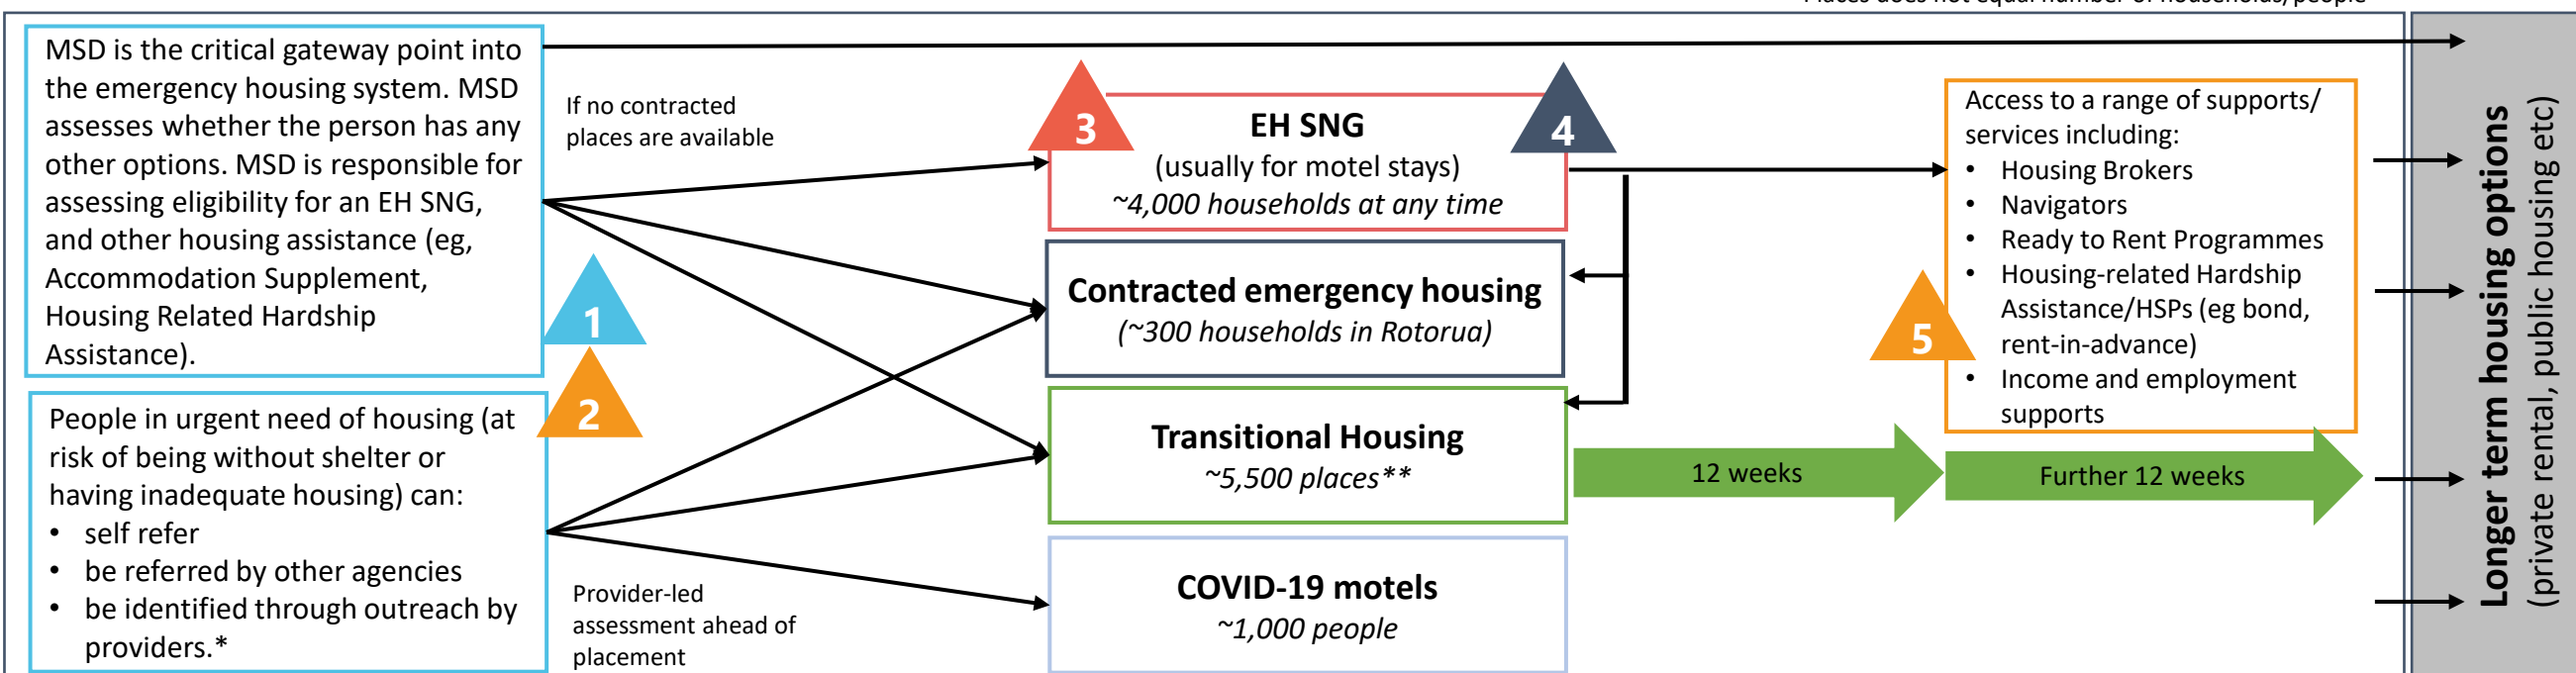 **Places does not equal number of households/people
MSD is the critical gateway point into
the emergency housing system. MSD
assesses whether the person has any
other options. MSD is responsible for
assessing eligibility for an EH SNG,
and other housing assistance (eg,
Accommodation Supplement,
Housing Related Hardship
Assistance).
1
2
People in urgent need of housing (at
risk of being without shelter or
having inadequate housing) can:
• self refer
• be referred by other agencies
• be identified through outreach by
providers.*
If no contracted
places are available
Provider-led
assessment ahead of
placement
3
EH SNG
(usually for motel stays)
~4,000 households at any time
4
Contracted emergency housing
(~300 households in Rotorua)
Transitional Housing
~5,500 places**
COVID-19 motels
~1,000 people
12 weeks
Further 12 weeks
5
Access to a range of supports/
services including:
• Housing Brokers
• Navigators
• Ready to Rent Programmes
• Housing-related Hardship
Assistance/HSPs (eg bond,
rent-in-advance)
• Income and employment
supports
Longer term housing options
(private rental, public housing etc)